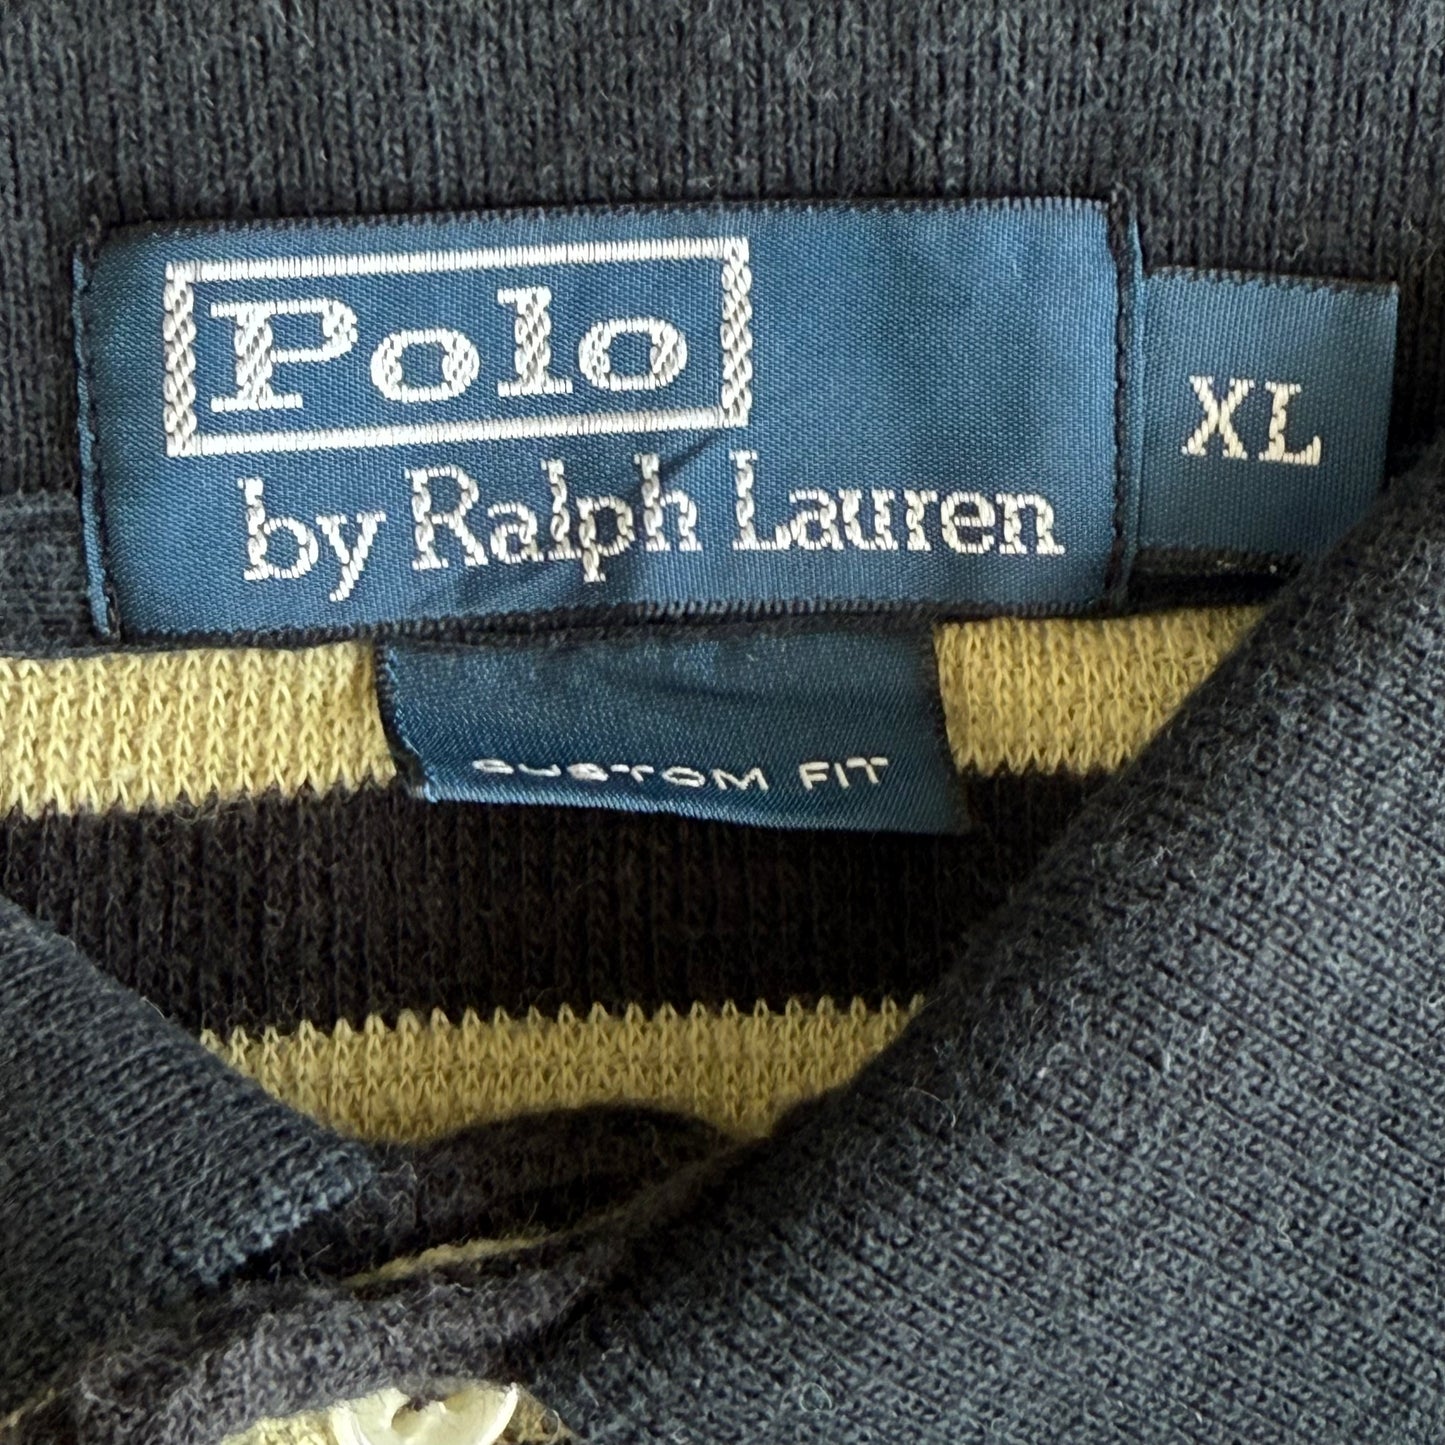 Polo
by Ralph Lauren
XL
CUSTOM FIT